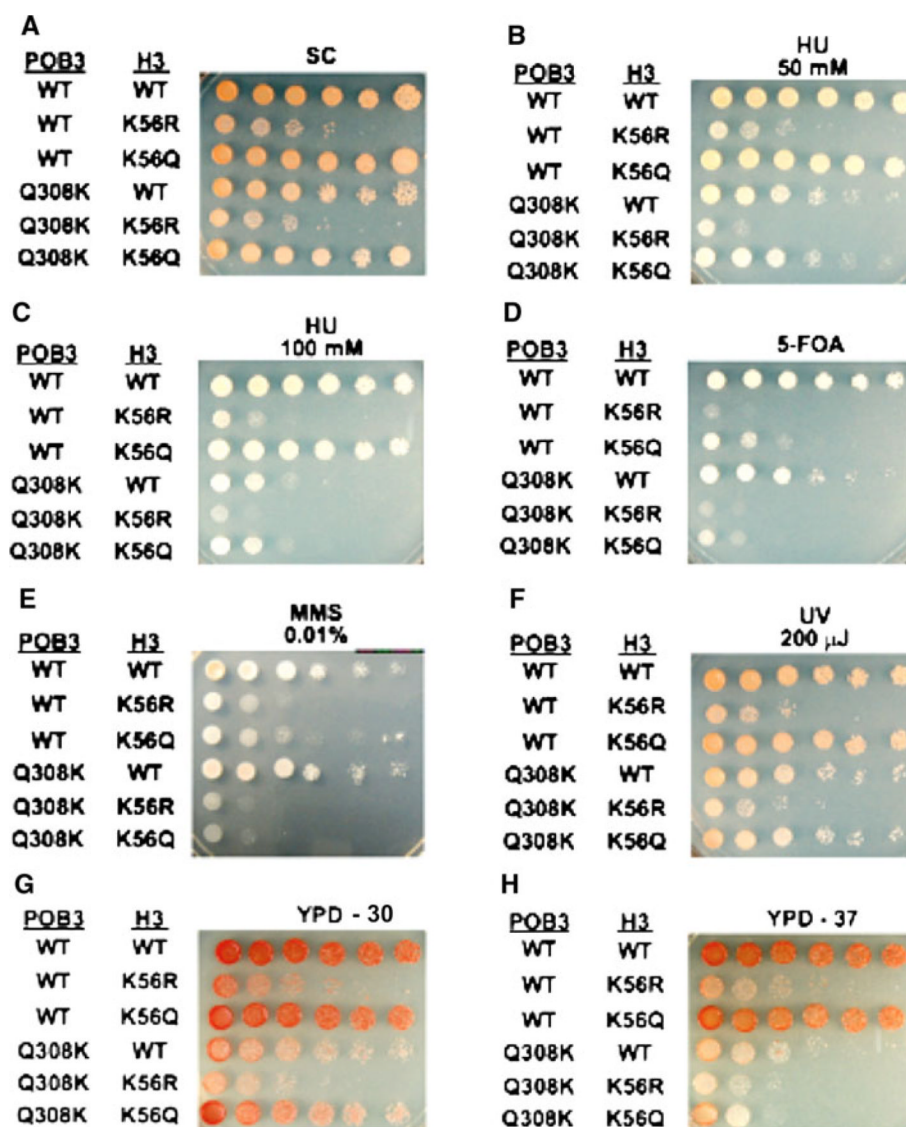 A
SC
POB3 H3
WT WT
WT K56R
WT K56Q
Q308K WT
Q308K K56R
Q308K K56Q
B
HU
50 mM
POB3 H3
WT WT
WT K56R
WT K56Q
Q308K WT
Q308K K56R
Q308K K56Q
C
HU
100 mM
POB3 H3
WT WT
WT K56R
WT K56Q
Q308K WT
Q308K K56R
Q308K K56Q
D
5-FOA
POB3 H3
WT WT
WT K56R
WT K56Q
Q308K WT
Q308K K56R
Q308K K56Q
E
MMS
0.01%
POB3 H3
WT WT
WT K56R
WT K56Q
Q308K WT
Q308K K56R
Q308K K56Q
F
UV
200 µJ
POB3 H3
WT WT
WT K56R
WT K56Q
Q308K WT
Q308K K56R
Q308K K56Q
G
YPD - 30
POB3 H3
WT WT
WT K56R
WT K56Q
Q308K WT
Q308K K56R
Q308K K56Q
H
YPD - 37
POB3 H3
WT WT
WT K56R
WT K56Q
Q308K WT
Q308K K56R
Q308K K56Q